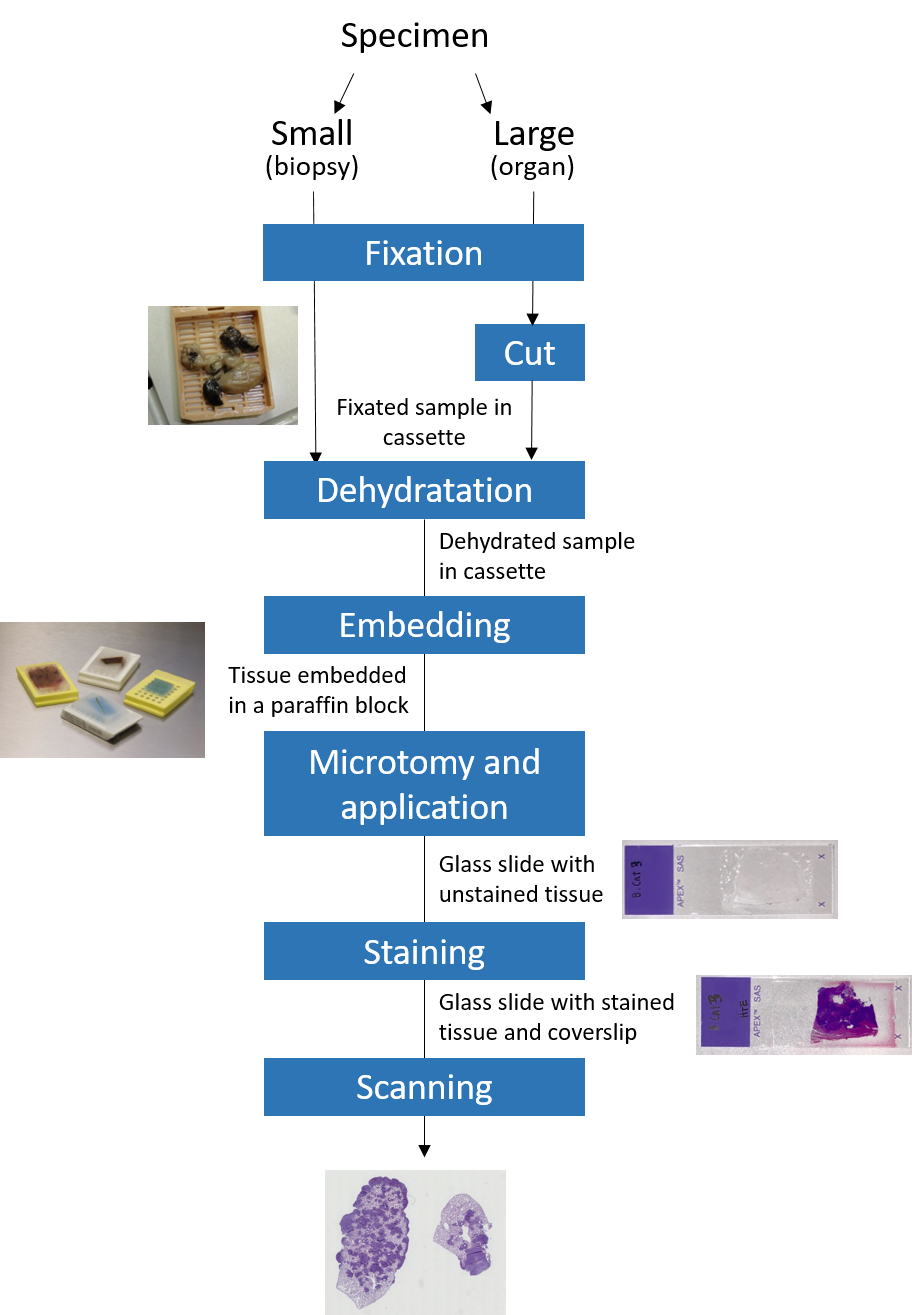 Specimen
Small
(biopsy)
Large
(organ)
Fixation
Cut
Fixated sample in
cassette
Dehydratation
Dehydrated sample
in cassette
Embedding
Tissue embedded
in a paraffin block
Microtomy and
application
Glass slide with
unstained tissue
B. Cat B
APEX™ SAS
X
X
Staining
Glass slide with stained
tissue and coverslip
B. Cat B
HTE
APEX™ SAS
X
X
Scanning